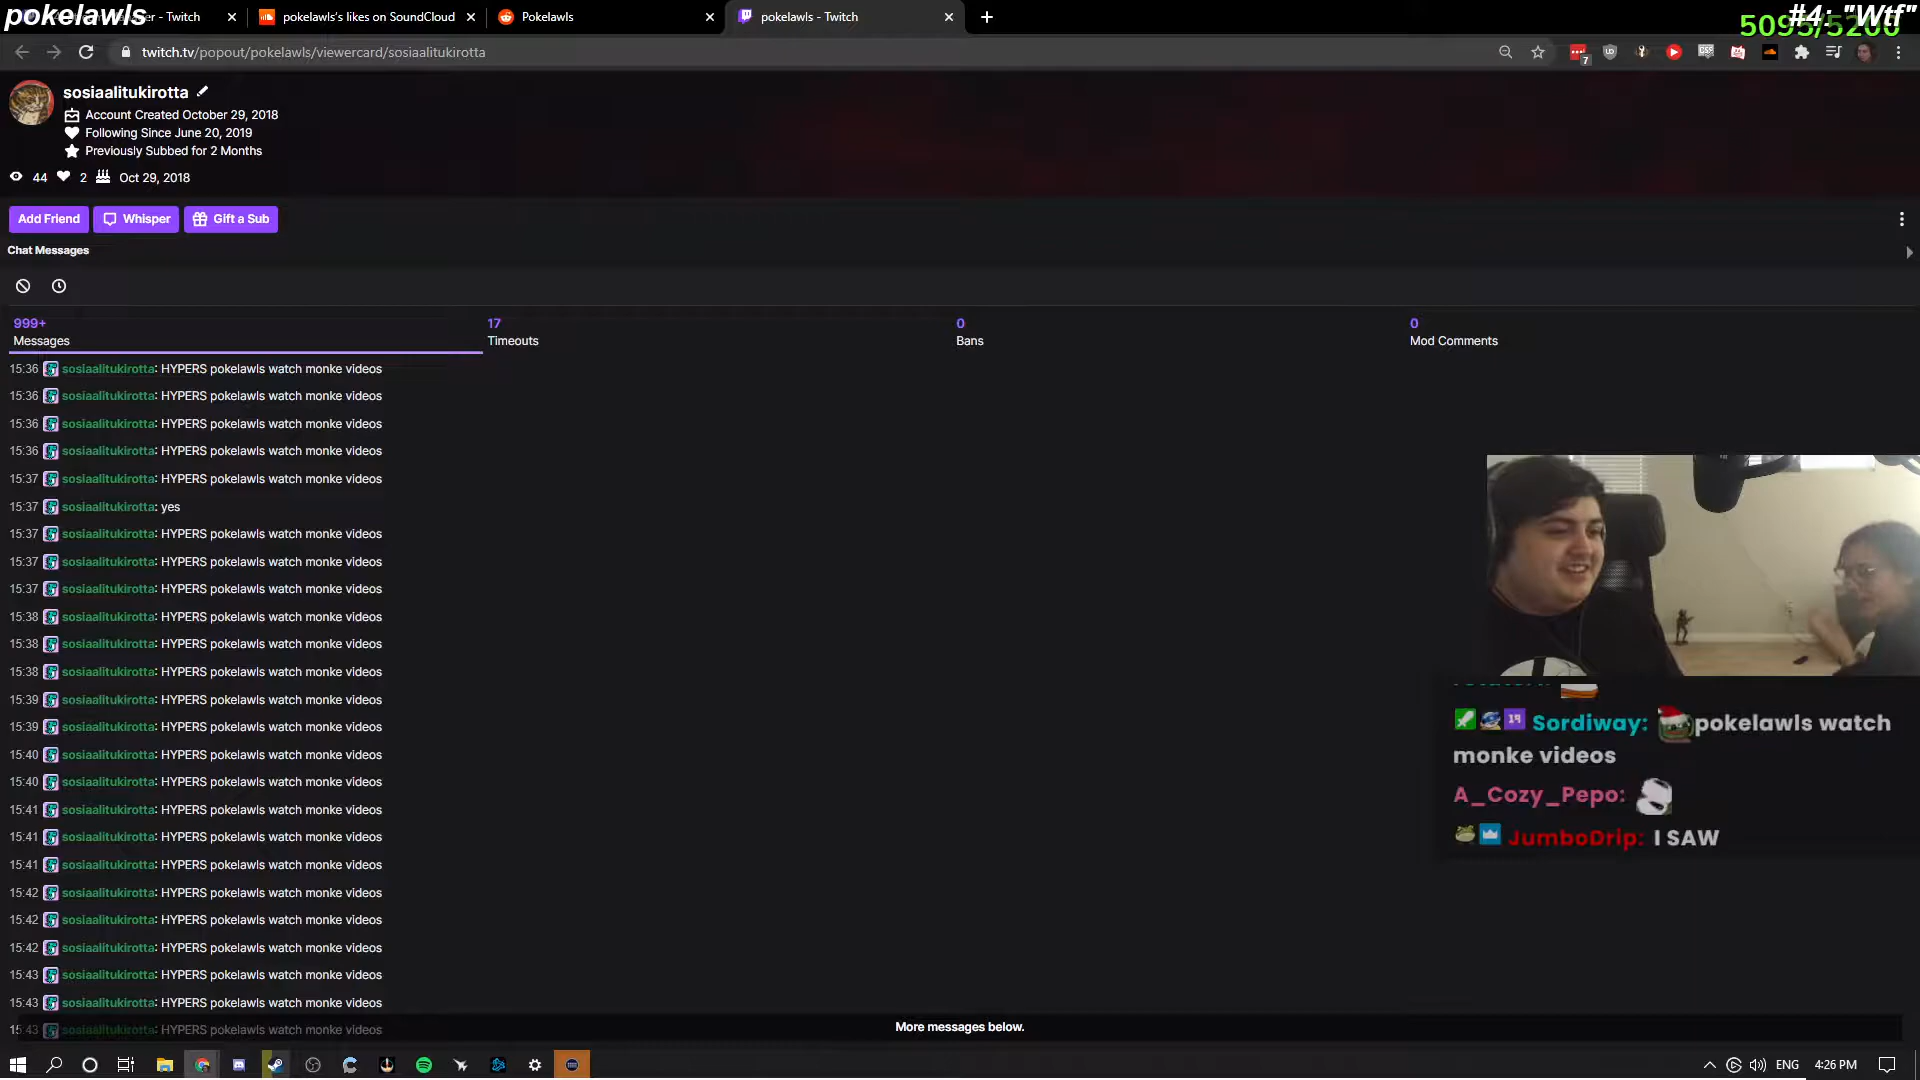 pokelawls
- Twitch
pokelawls's likes on SoundCloud
Pokelawls
pokelawls - Twitch
#4: "Wtf"
5095/5200
twitch.tv/popout/pokelawls/viewercard/sosiaalitukirotta
7
sosiaalitukirotta
Account Created October 29, 2018
Following Since June 20, 2019
Previously Subbed for 2 Months
44 2 Oct 29, 2018
Add Friend Whisper Gift a Sub
Chat Messages
999+ 17 0 0
Messages Timeouts Bans Mod Comments
15:36 sosiaalitukirotta: HYPERS pokelawls watch monke videos
15:36 sosiaalitukirotta: HYPERS pokelawls watch monke videos
15:36 sosiaalitukirotta: HYPERS pokelawls watch monke videos
15:36 sosiaalitukirotta: HYPERS pokelawls watch monke videos
15:37 sosiaalitukirotta: HYPERS pokelawls watch monke videos
15:37 sosiaalitukirotta: yes
15:37 sosiaalitukirotta: HYPERS pokelawls watch monke videos
15:37 sosiaalitukirotta: HYPERS pokelawls watch monke videos
15:37 sosiaalitukirotta: HYPERS pokelawls watch monke videos
15:38 sosiaalitukirotta: HYPERS pokelawls watch monke videos
15:38 sosiaalitukirotta: HYPERS pokelawls watch monke videos
15:38 sosiaalitukirotta: HYPERS pokelawls watch monke videos
15:39 sosiaalitukirotta: HYPERS pokelawls watch monke videos
15:39 sosiaalitukirotta: HYPERS pokelawls watch monke videos
15:40 sosiaalitukirotta: HYPERS pokelawls watch monke videos
15:40 sosiaalitukirotta: HYPERS pokelawls watch monke videos
15:41 sosiaalitukirotta: HYPERS pokelawls watch monke videos
15:41 sosiaalitukirotta: HYPERS pokelawls watch monke videos
15:41 sosiaalitukirotta: HYPERS pokelawls watch monke videos
15:42 sosiaalitukirotta: HYPERS pokelawls watch monke videos
15:42 sosiaalitukirotta: HYPERS pokelawls watch monke videos
15:42 sosiaalitukirotta: HYPERS pokelawls watch monke videos
15:43 sosiaalitukirotta: HYPERS pokelawls watch monke videos
15:43 sosiaalitukirotta: HYPERS pokelawls watch monke videos
15:43 sosiaalitukirotta: HYPERS pokelawls watch monke videos
More messages below.
19 Sordiway: pokelawls watch
monke videos
A_Cozy_Pepo:
JumboDrip: I SAW
ENG 4:26 PM